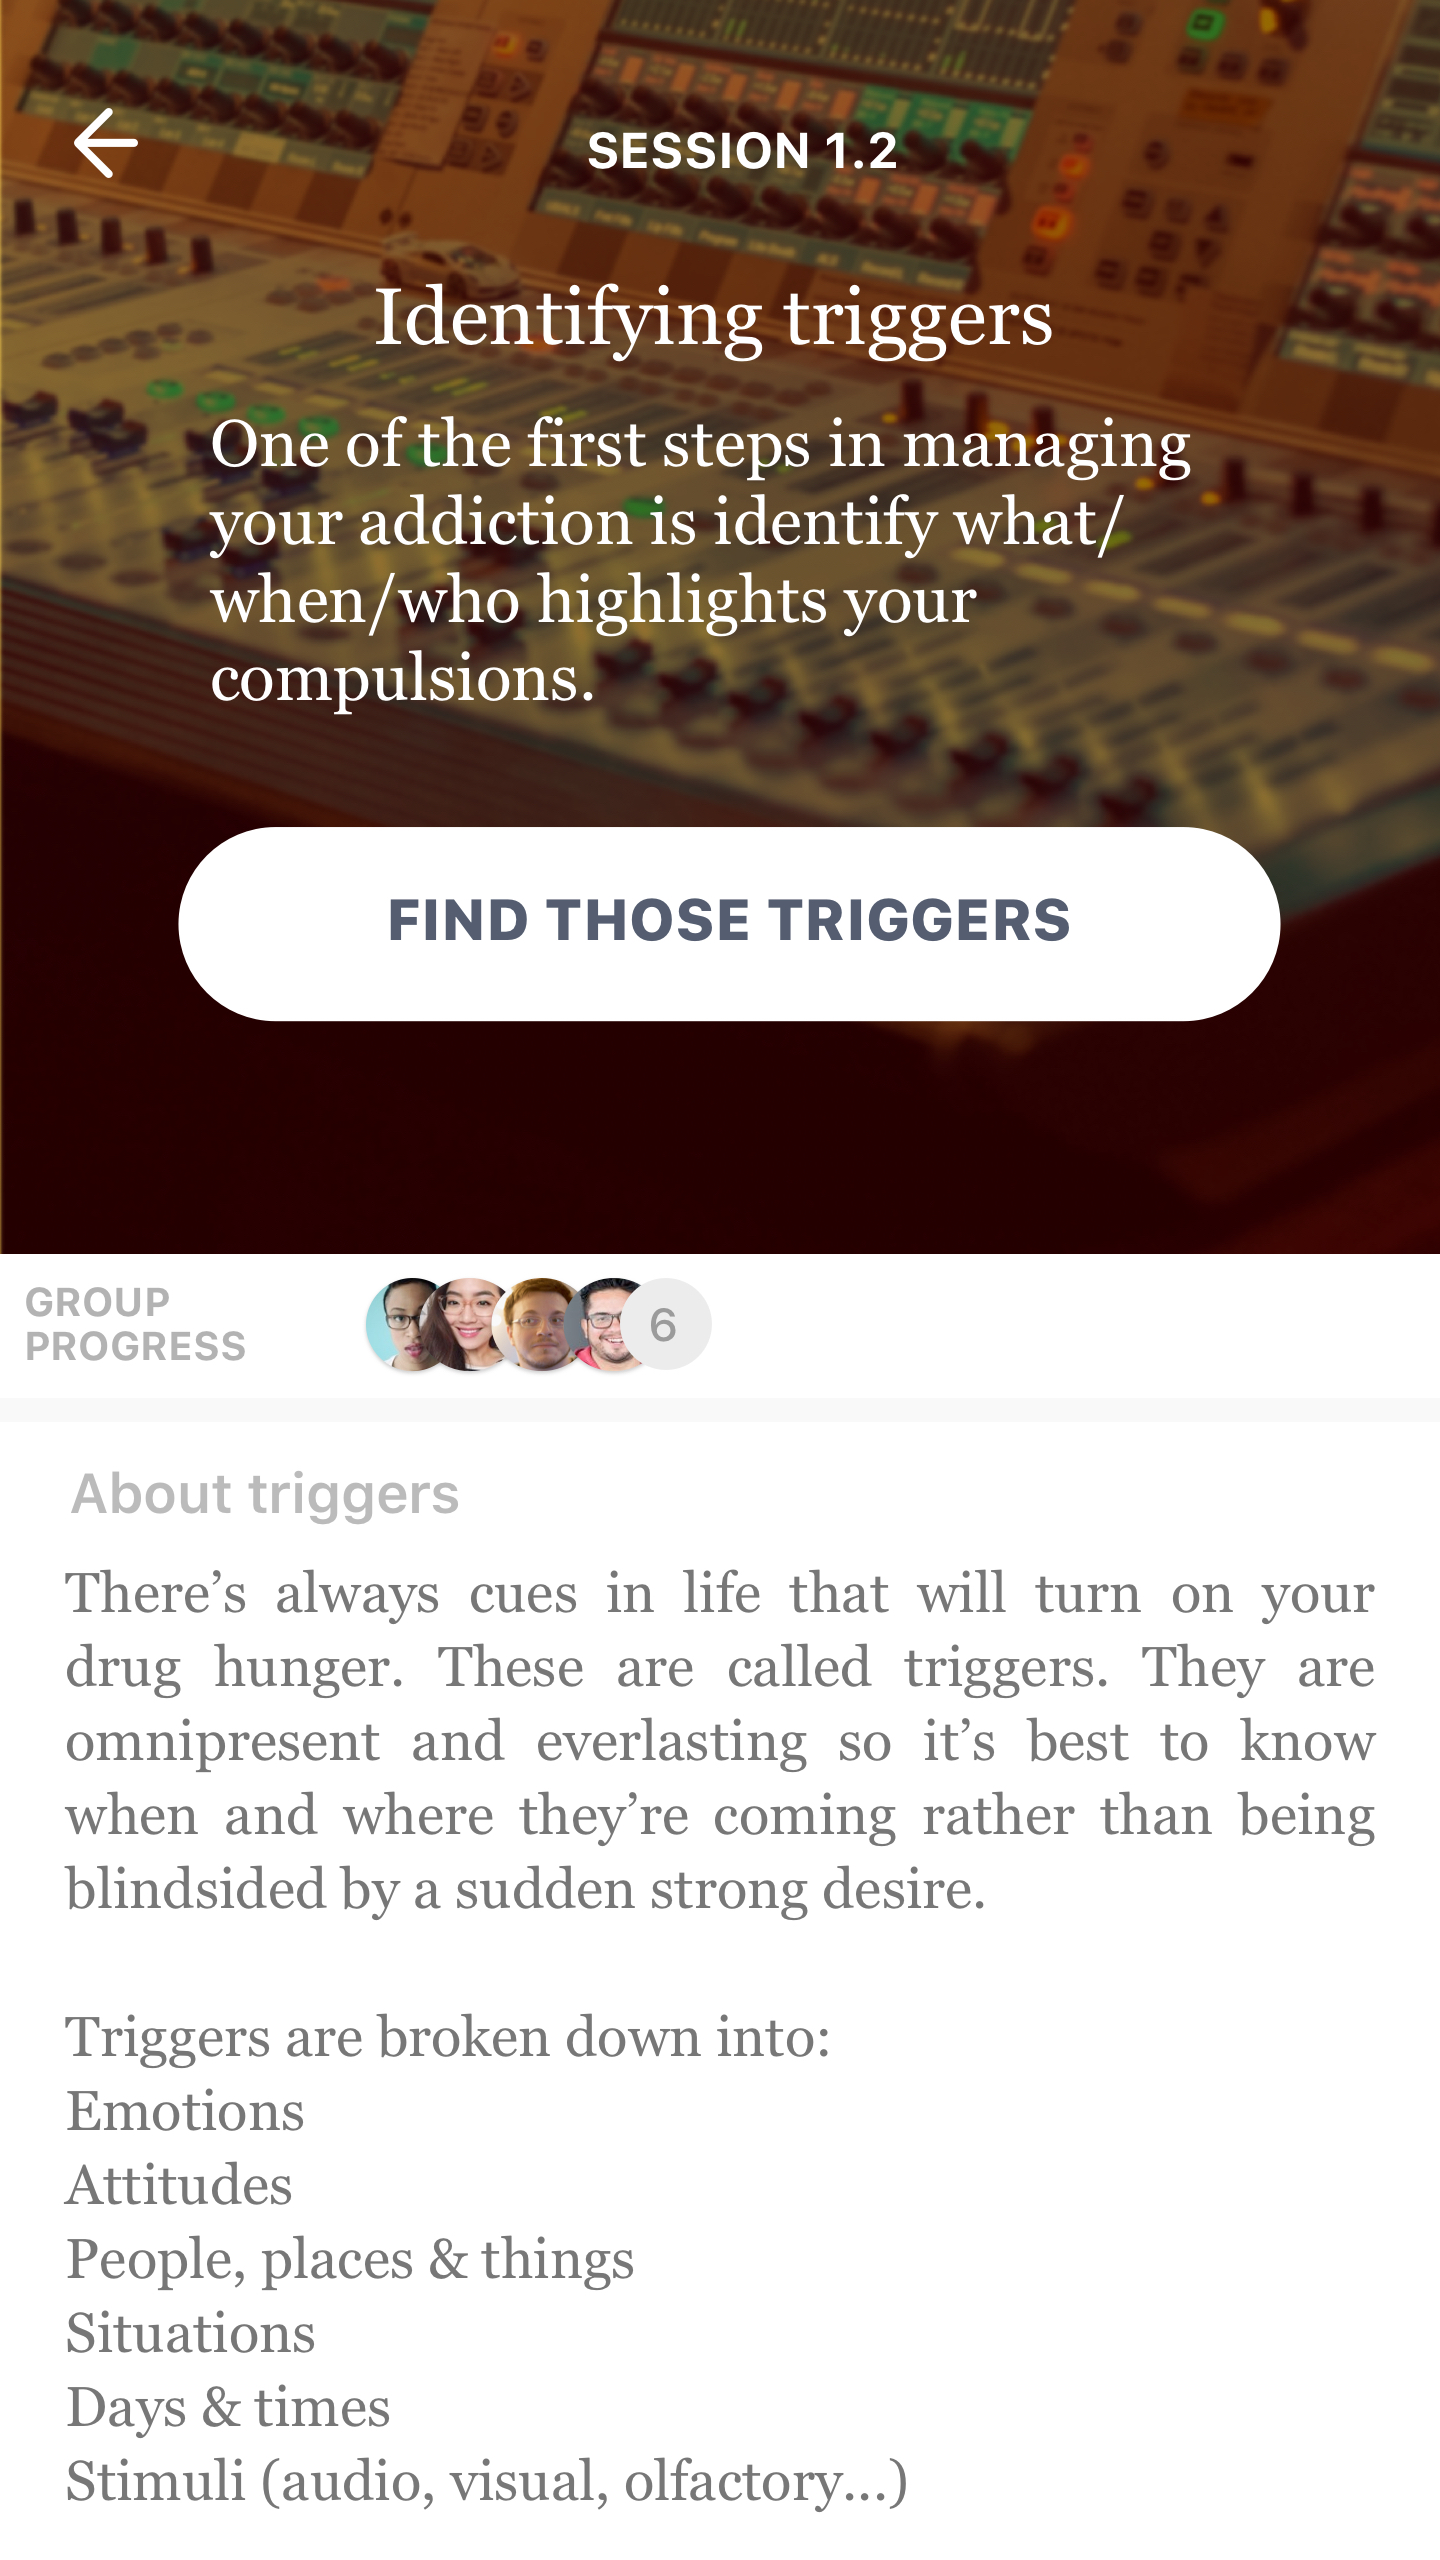 SESSION 1.2
Identifying triggers
One of the first steps in managing
your addiction is identify what/
when/who highlights your
compulsions.
FIND THOSE TRIGGERS
GROUP
PROGRESS
6
About triggers
There’s always cues in life that will turn on your
drug hunger. These are called triggers. They are
omnipresent and everlasting so it’s best to know
when and where they’re coming rather than being
blindsided by a sudden strong desire.
Triggers are broken down into:
Emotions
Attitudes
People, places & things
Situations
Days & times
Stimuli (audio, visual, olfactory...)